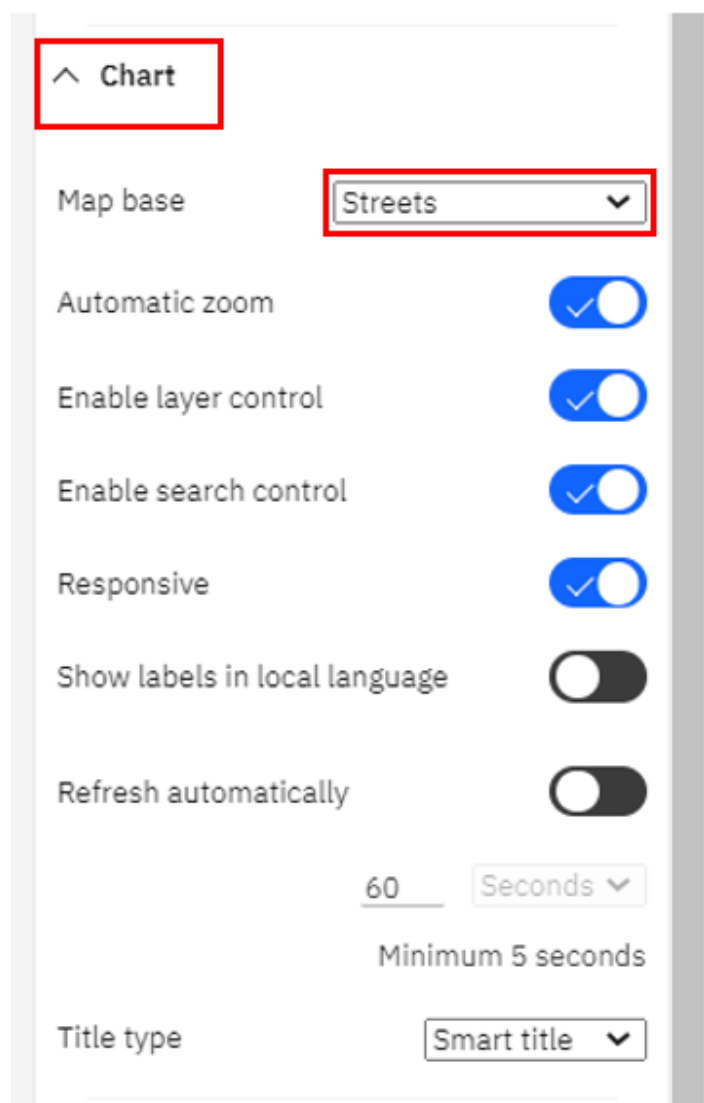 Chart
Map base Streets
Automatic zoom
Enable layer control
Enable search control
Responsive
Show labels in local language
Refresh automatically
60 Seconds
Minimum 5 seconds
Title type Smart title